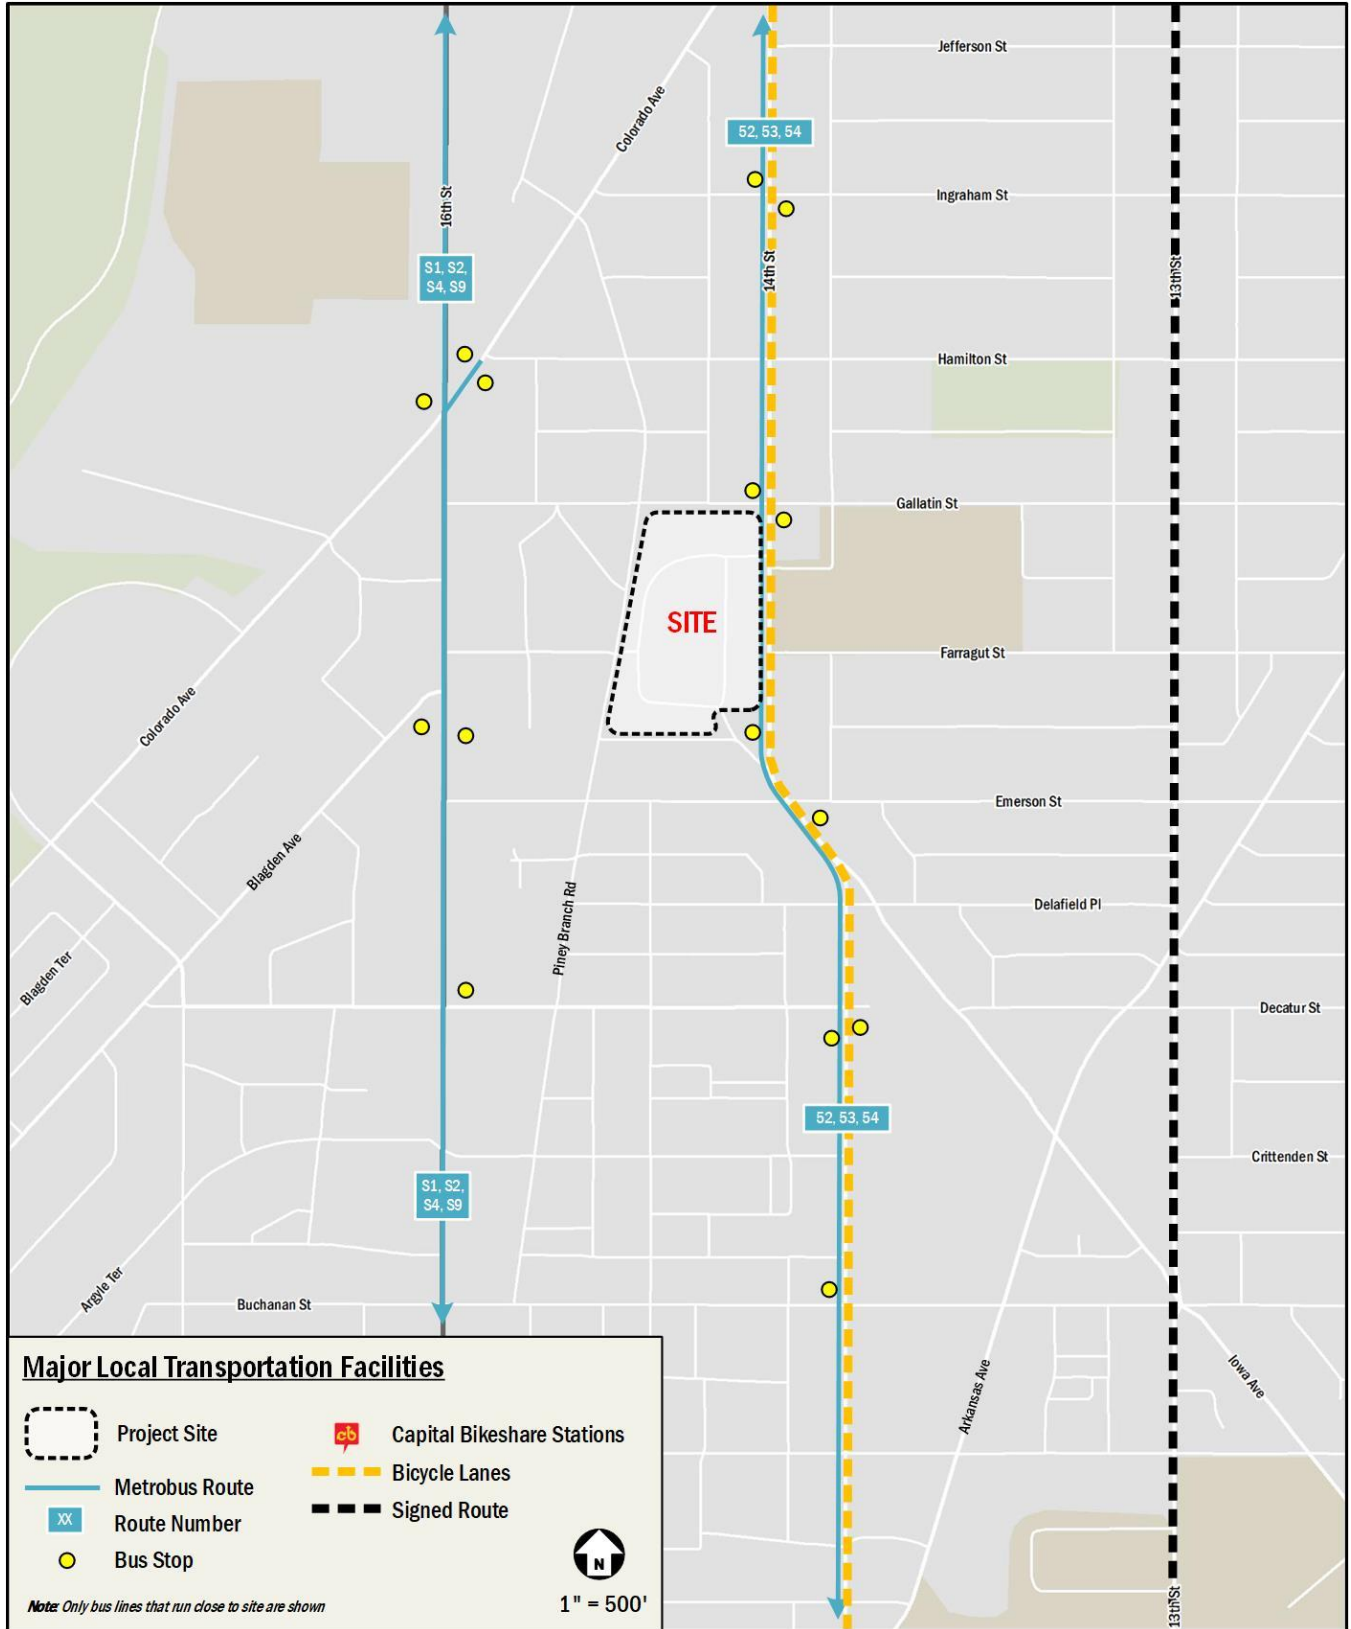 Jefferson St
Colorado Ave
52, 53, 54
16th St
Ingraham St
S1, S2,
S4, S9
14th St
13th St
Hamilton St
Gallatin St
SITE
Farragut St
Colorado Ave
Emerson St
Blagden Ave
Delafield Pl
Piney Branch Rd
Blagden Ter
Decatur St
52, 53, 54
Crittenden St
S1, S2,
S4, S9
Argyle Ter
Buchanan St
Iowa Ave
Arkansas Ave
13th St
Major Local Transportation Facilities
Project Site
Metrobus Route
XX
Route Number
Bus Stop
cb
Capital Bikeshare Stations
Bicycle Lanes
Signed Route
N
1" = 500'
Note: Only bus lines that run close to site are shown